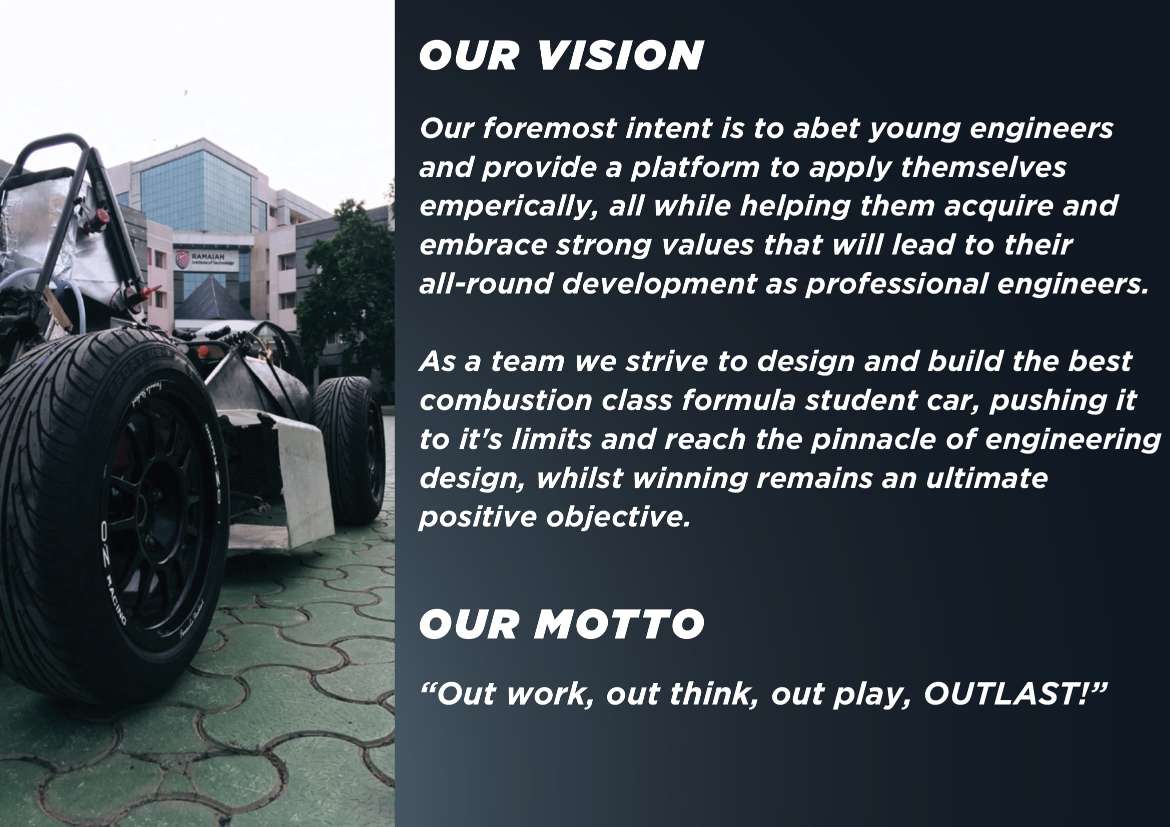 OUR VISION
Our foremost intent is to abet young engineers
and provide a platform to apply themselves
emperically, all while helping them acquire and
embrace strong values that will lead to their
all-round development as professional engineers.
As a team we strive to design and build the best
combustion class formula student car, pushing it
to it's limits and reach the pinnacle of engineering
design, whilst winning remains an ultimate
positive objective.
OUR MOTTO
“Out work, out think, out play, OUTLAST!”
RAMAIAH
Institute of Technology
OZ RACING